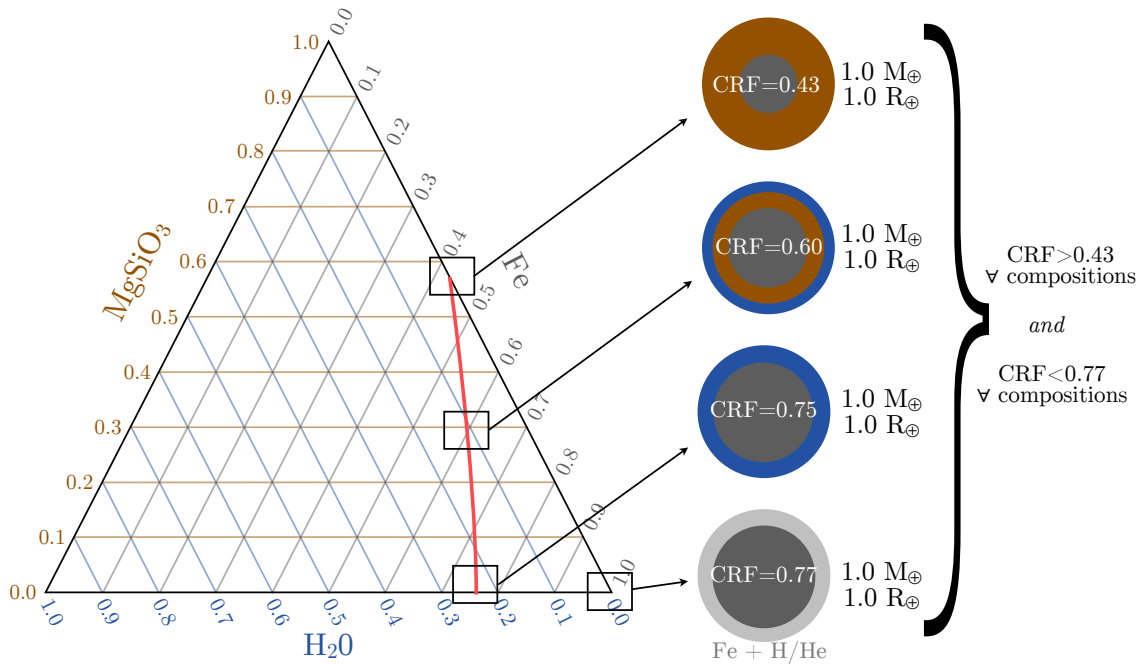 MgSiO₃
1.0
0.9
0.8
0.7
0.6
0.5
0.4
0.3
0.2
0.1
0.0
Fe
0.0
0.1
0.2
0.3
0.4
0.5
0.6
0.7
0.8
0.9
1.0
1.0
0.9
0.8
0.7
0.6
0.5
0.4
0.3
0.2
0.1
0.0
H₂0
CRF=0.43
1.0 M⊕
1.0 R⊕
CRF=0.60
1.0 M⊕
1.0 R⊕
CRF=0.75
1.0 M⊕
1.0 R⊕
CRF=0.77
1.0 M⊕
1.0 R⊕
Fe + H/He
CRF>0.43
∀ compositions
and
CRF<0.77
∀ compositions